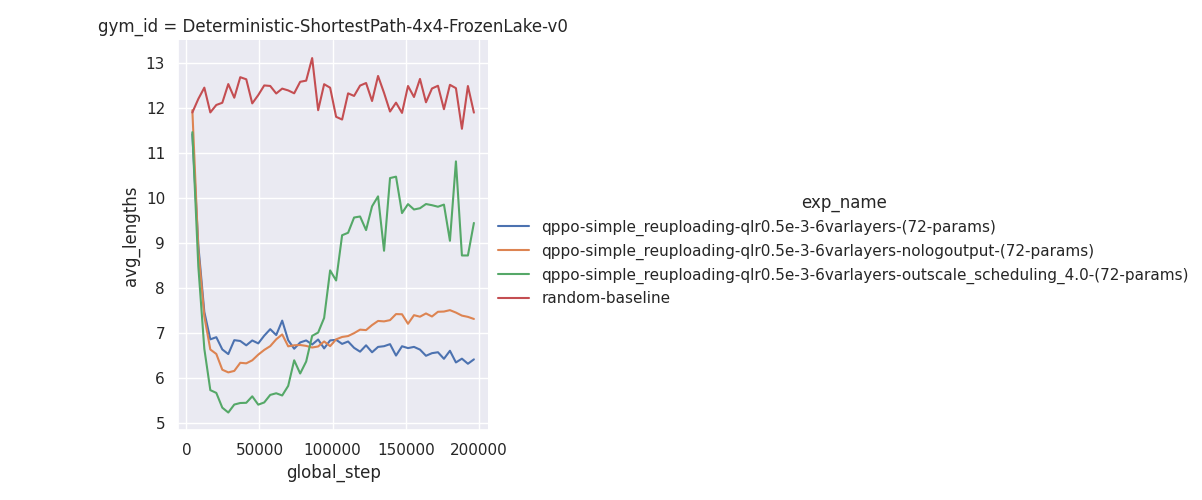 gym_id = Deterministic-ShortestPath-4x4-FrozenLake-v0
13
12
11
10
9
8
7
6
5
avg_lengths
0
50000
100000
150000
200000
global_step
exp_name
qppo-simple_reuploading-qlr0.5e-3-6varlayers-(72-params)
qppo-simple_reuploading-qlr0.5e-3-6varlayers-nologoutput-(72-params)
qppo-simple_reuploading-qlr0.5e-3-6varlayers-outscale_scheduling_4.0-(72-params)
random-baseline